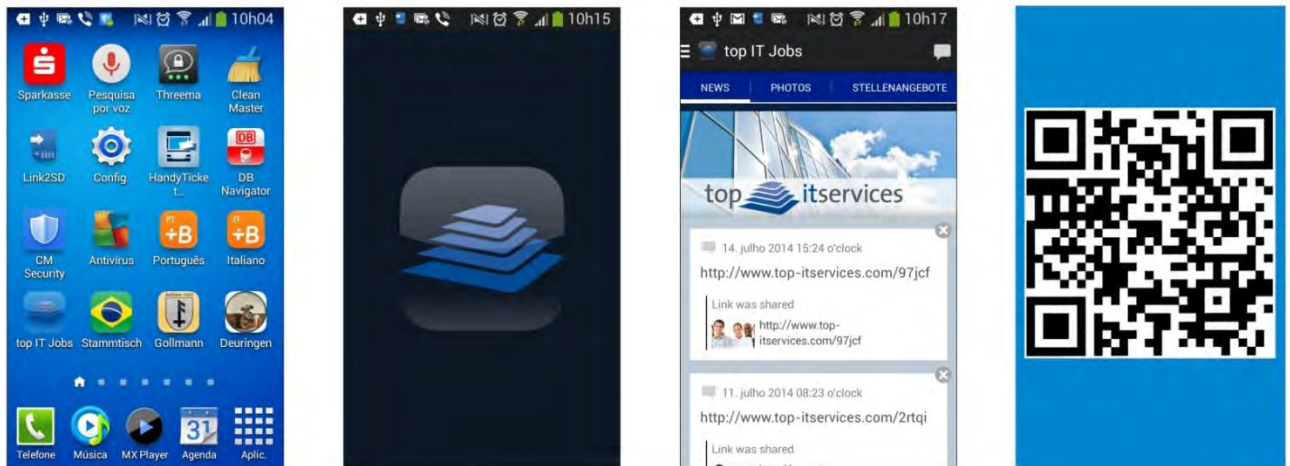 10h04
Sparkasse
Pesquisa
por voz
Threema
Clean
Master
Link2SD
Config.
HandyTicke
t...
DB
DB
Navigator
CM
Security
Antivirus
PT
÷B
Português
IT
÷B
Italiano
top IT Jobs
Stammtisch
Gollmann
Deuringen
31
Telefone
Música
MX Player
Agenda
Aplic.
10h15
10h17
top IT Jobs
NEWS
PHOTOS
STELLENANGEBOTE
top itservices
14. julho 2014 15:24 o'clock
http://www.top-itservices.com/97jcf
Link was shared
http://www.top-
itservices.com/97jcf
11. julho 2014 08:23 o'clock
http://www.top-itservices.com/2rtqi
Link was shared